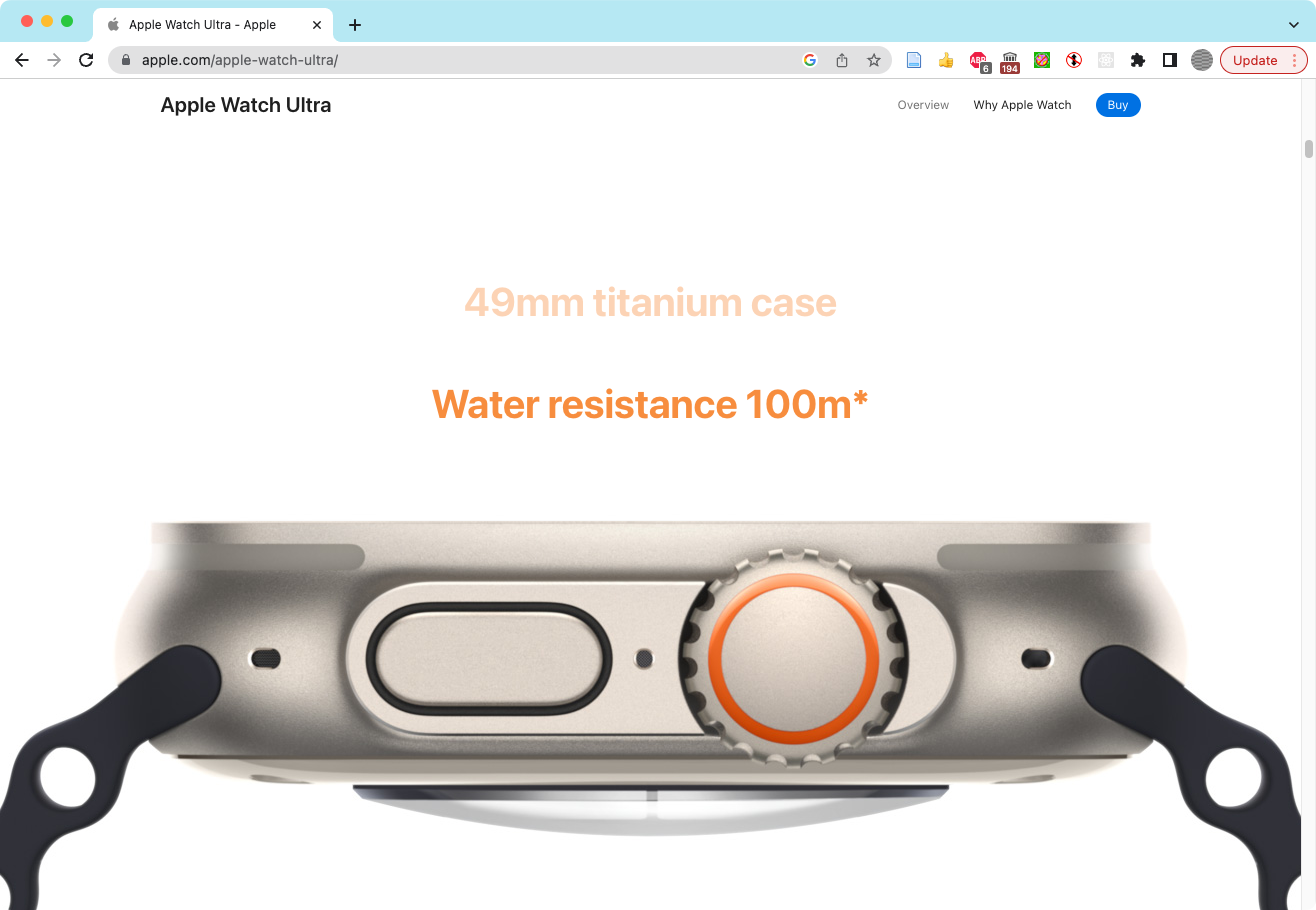 Apple Watch Ultra - Apple
apple.com/apple-watch-ultra/
ABP
6
194
Update
Apple Watch Ultra
Overview
Why Apple Watch
Buy
49mm titanium case
Water resistance 100m*